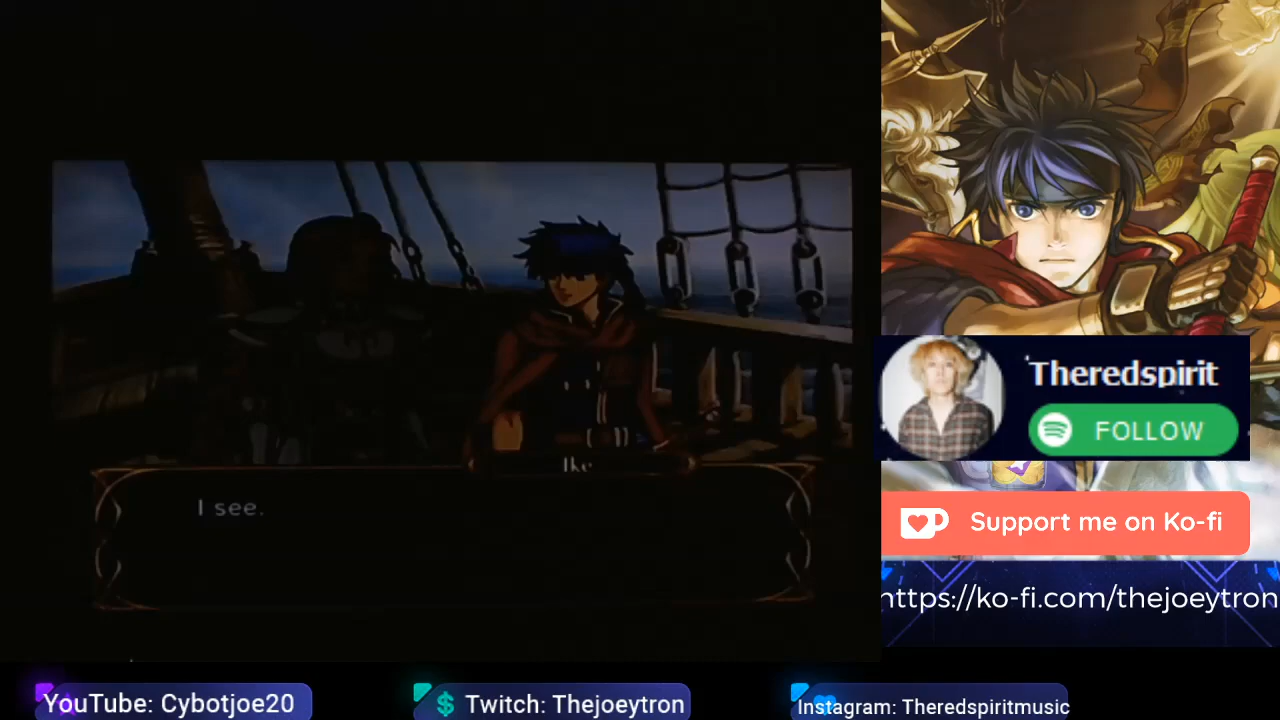 Ike
I see.
Theredspirit
FOLLOW
Support me on Ko-fi
https://ko-fi.com/thejoeytron
YouTube: Cybotjoe20
$ Twitch: Thejoeytron
Instagram: Theredspiritmusic